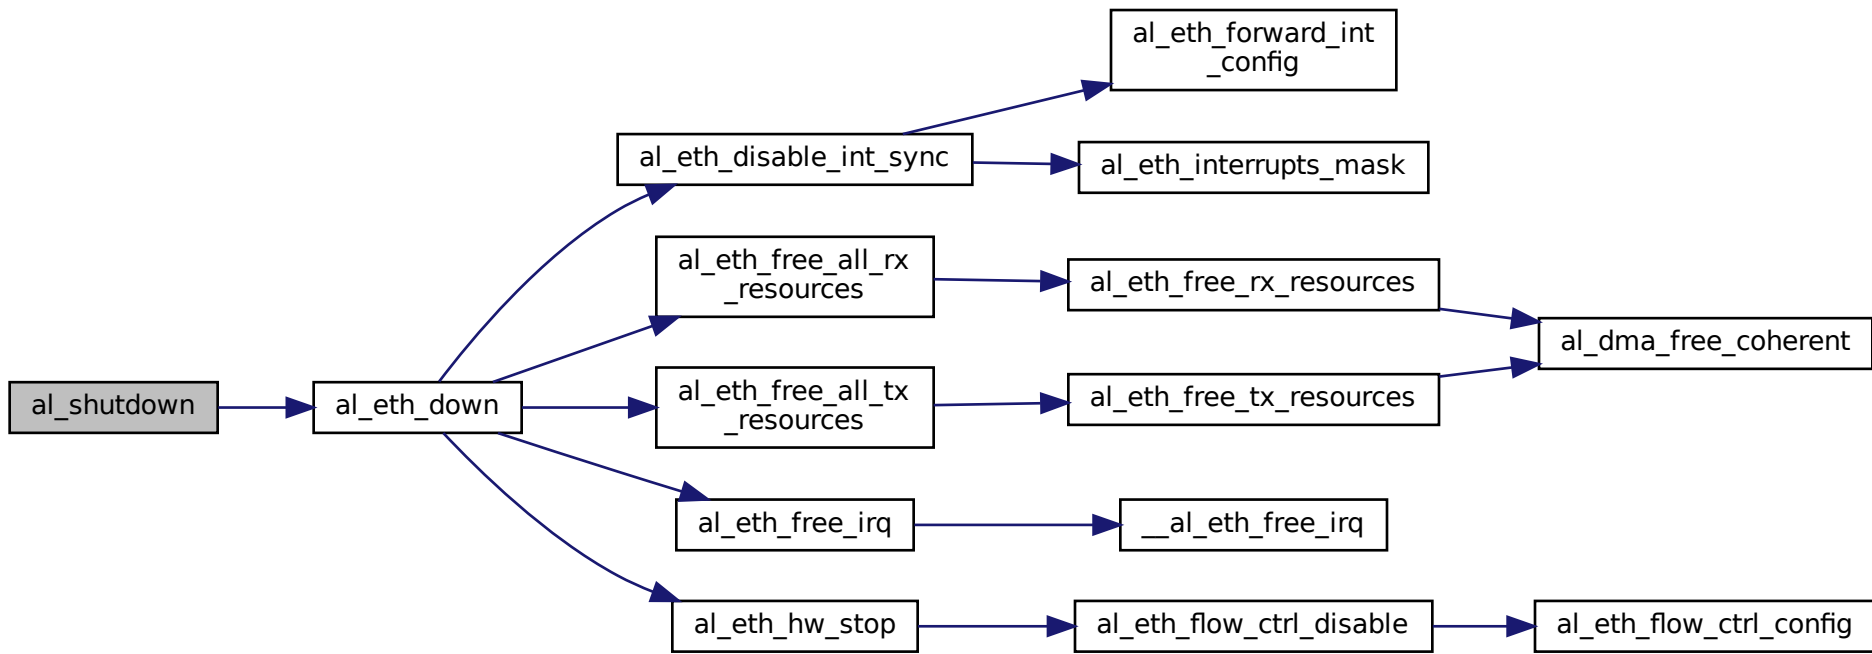 al_shutdown
al_eth_down
al_eth_disable_int_sync
al_eth_forward_int
_config
al_eth_interrupts_mask
al_eth_free_all_rx
_resources
al_eth_free_rx_resources
al_dma_free_coherent
al_eth_free_all_tx
_resources
al_eth_free_tx_resources
al_eth_free_irq
__al_eth_free_irq
al_eth_hw_stop
al_eth_flow_ctrl_disable
al_eth_flow_ctrl_config